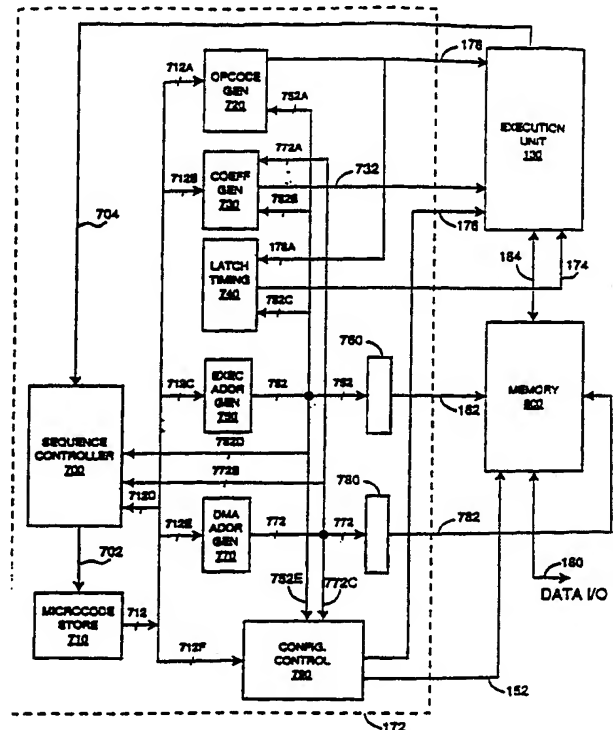 712A
OPCODE GEN
720
752A
178
EXECUTION UNIT
130
772A
712B
COEFF GEN
730
732
752B
176
704
178A
LATCH TIMING
740
752C
184
174
760
712C
EXEC ADDR GEN
750
752
752
182
MEMORY
800
SEQUENCE CONTROLLER
700
752D
772B
712D
780
712E
DMA ADDR GEN
770
772
772
782
702
752E
772C
180
DATA I/O
MICROCODE STORE
710
712
712F
CONFIG. CONTROL
790
152
172